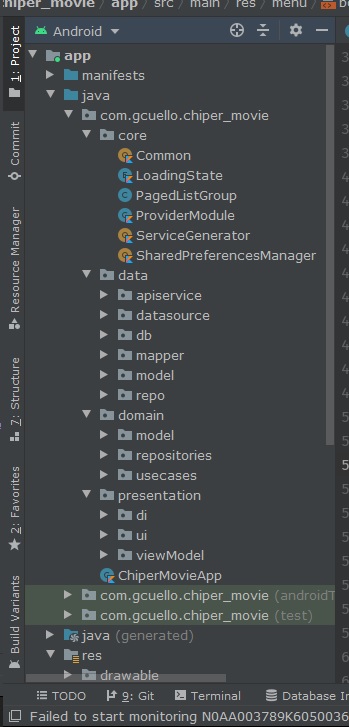 chiper_movie › app › src › main › res › menu ›
Android
app
manifests
java
com.gcuello.chiper_movie
core
Common
LoadingState
PagedListGroup
ProviderModule
ServiceGenerator
SharedPreferencesManager
data
apiservice
datasource
db
mapper
model
repo
domain
model
repositories
usecases
presentation
di
ui
viewModel
ChiperMovieApp
com.gcuello.chiper_movie (androidT
com.gcuello.chiper_movie (test)
java (generated)
res
drawable
1: Project
Commit
Resource Manager
7: Structure
2: Favorites
Build Variants
TODO
9: Git
Terminal
Database In
Failed to start monitoring N0AA003789K6050036